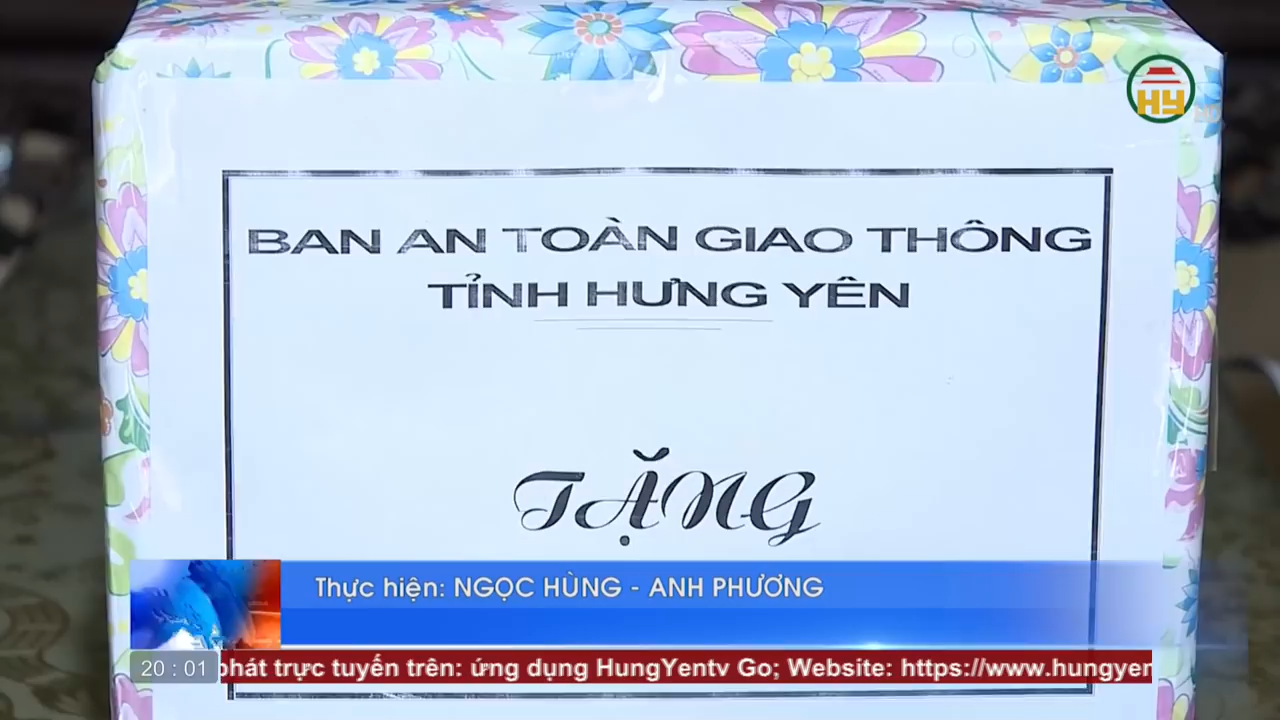 HY
BAN AN TOÀN GIAO THÔNG
TỈNH HƯNG YÊN
TẶNG
Thực hiện: NGỌC HÙNG - ANH PHƯƠNG
20 : 01
phát trực tuyến trên: ứng dụng HungYentv Go; Website: https://www.hungyen